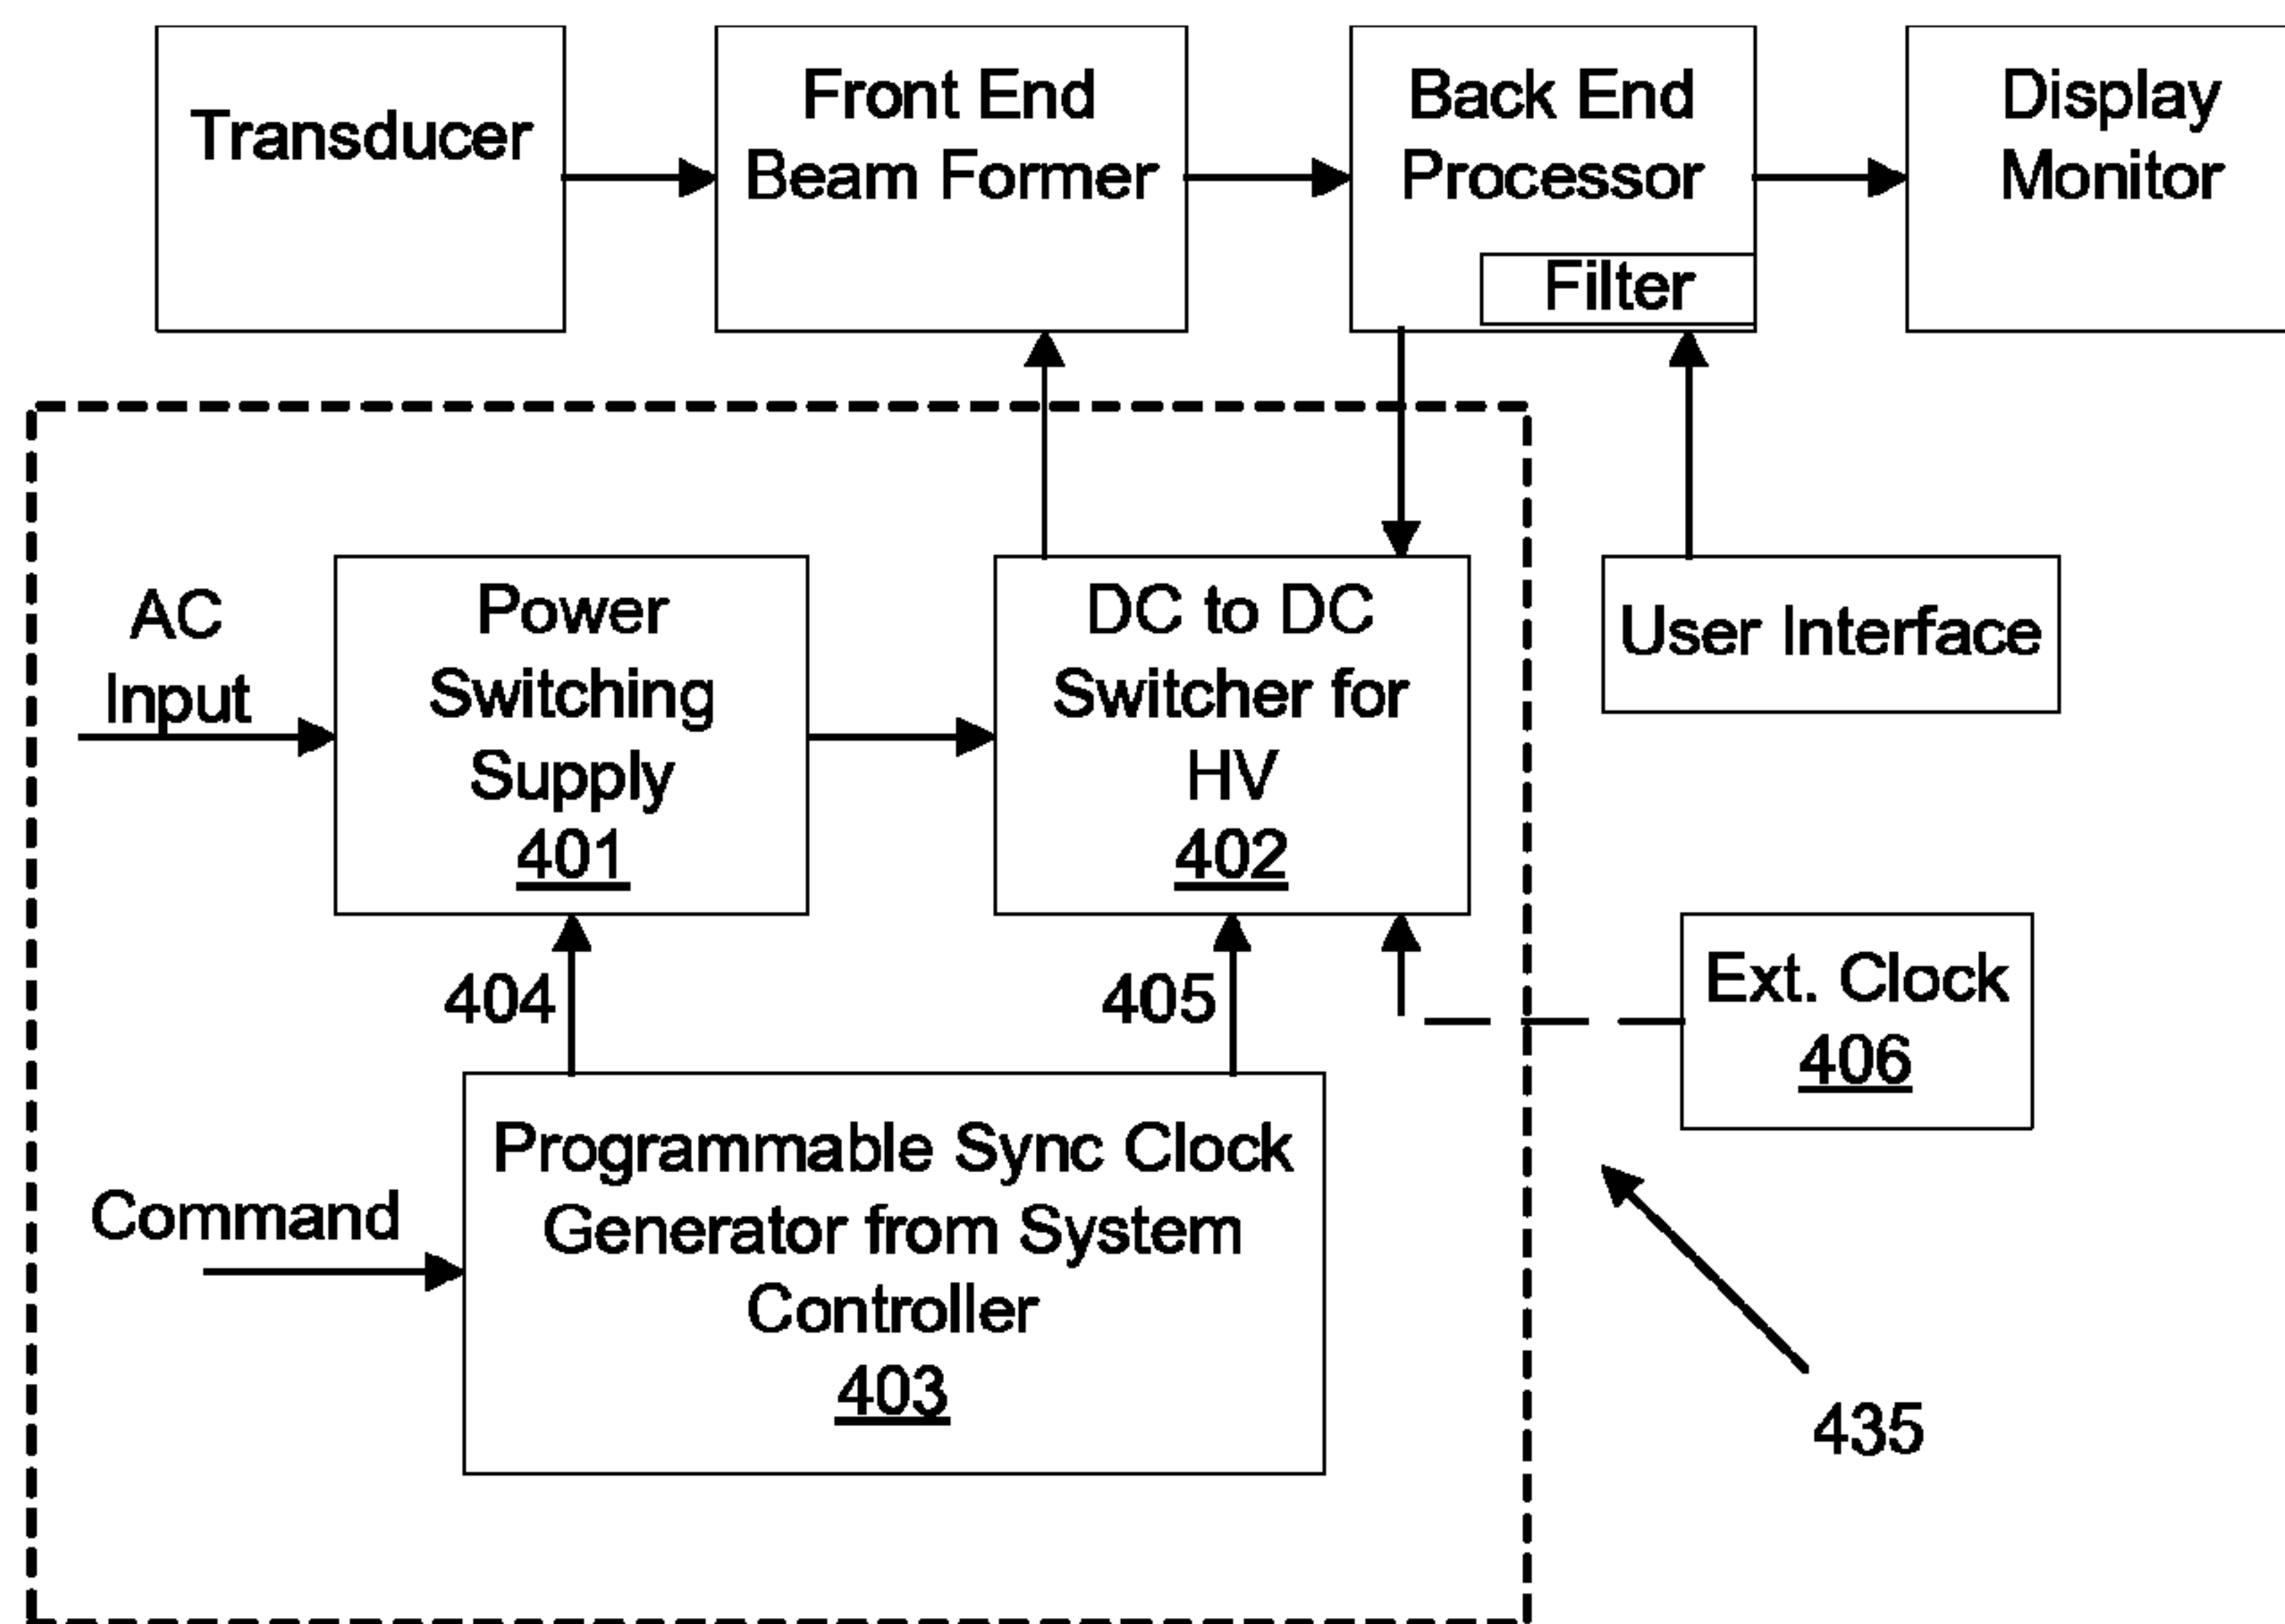 Transducer
Front End
Beam Former
Back End
Processor
Filter
Display
Monitor
AC
Input
Power
Switching
Supply
401
DC to DC
Switcher for
HV
402
User Interface
404
405
Ext. Clock
406
Command
Programmable Sync Clock
Generator from System
Controller
403
435